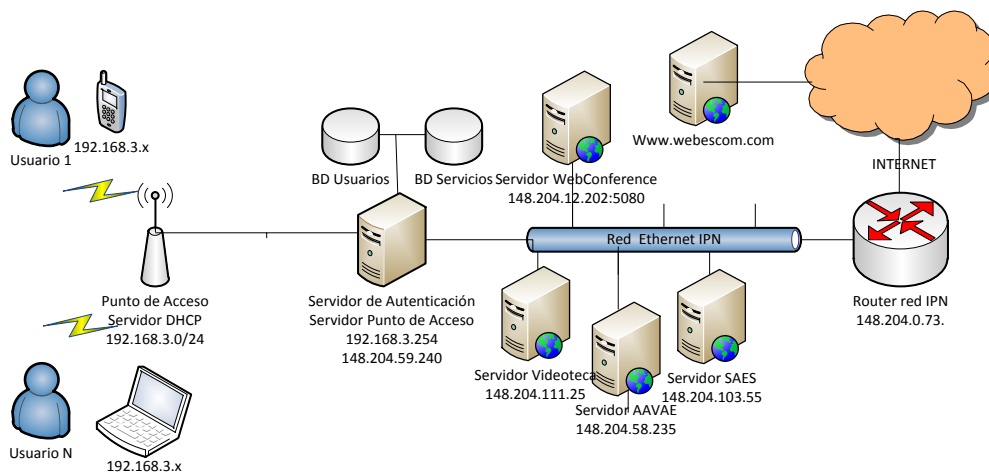 Usuario 1
192.168.3.x
BD Usuarios
BD Servicios
Servidor WebConference
148.204.12.202:5080
Www.webescom.com
INTERNET
Red Ethernet IPN
Punto de Acceso
Servidor DHCP
192.168.3.0/24
Servidor de Autenticación
Servidor Punto de Acceso
192.168.3.254
148.204.59.240
Servidor Videoteca
148.204.111.25
Servidor AAVAE
148.204.58.235
Servidor SAES
148.204.103.55
Router red IPN
148.204.0.73.
Usuario N
192.168.3.x